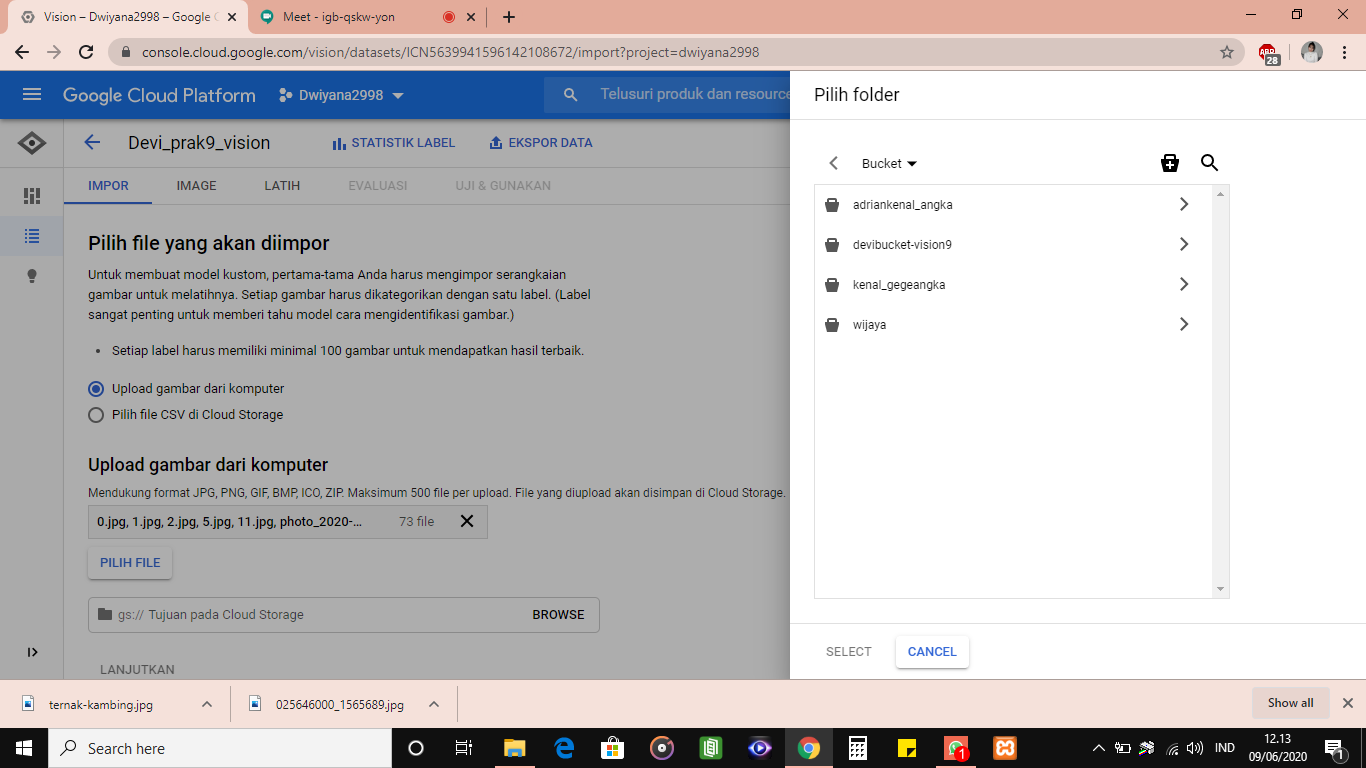 Vision – Dwiyana2998 – Google C
Meet - igb-qskw-yon
console.cloud.google.com/vision/datasets/ICN5639941596142108672/import?project=dwiyana2998
ABP
28
Google Cloud Platform
Dwiyana2998
Telusuri produk dan resource
Devi_prak9_vision
STATISTIK LABEL
EKSPOR DATA
IMPOR
IMAGE
LATIH
EVALUASI
UJI & GUNAKAN
Pilih file yang akan diimpor
Untuk membuat model kustom, pertama-tama Anda harus mengimpor serangkaian
gambar untuk melatihnya. Setiap gambar harus dikategorikan dengan satu label. (Label
sangat penting untuk memberi tahu model cara mengidentifikasi gambar.)
• Setiap label harus memiliki minimal 100 gambar untuk mendapatkan hasil terbaik.
Upload gambar dari komputer
Pilih file CSV di Cloud Storage
Upload gambar dari komputer
Mendukung format JPG, PNG, GIF, BMP, ICO, ZIP. Maksimum 500 file per upload. File yang diupload akan disimpan di Cloud Storage.
0.jpg, 1.jpg, 2.jpg, 5.jpg, 11.jpg, photo_2020-...
73 file
PILIH FILE
gs:// Tujuan pada Cloud Storage
BROWSE
LANJUTKAN
Pilih folder
Bucket
adriankenal_angka
devibucket-vision9
kenal_gegeangka
wijaya
SELECT
CANCEL
ternak-kambing.jpg
025646000_1565689.jpg
Show all
Search here
1
IND
12.13
09/06/2020
1